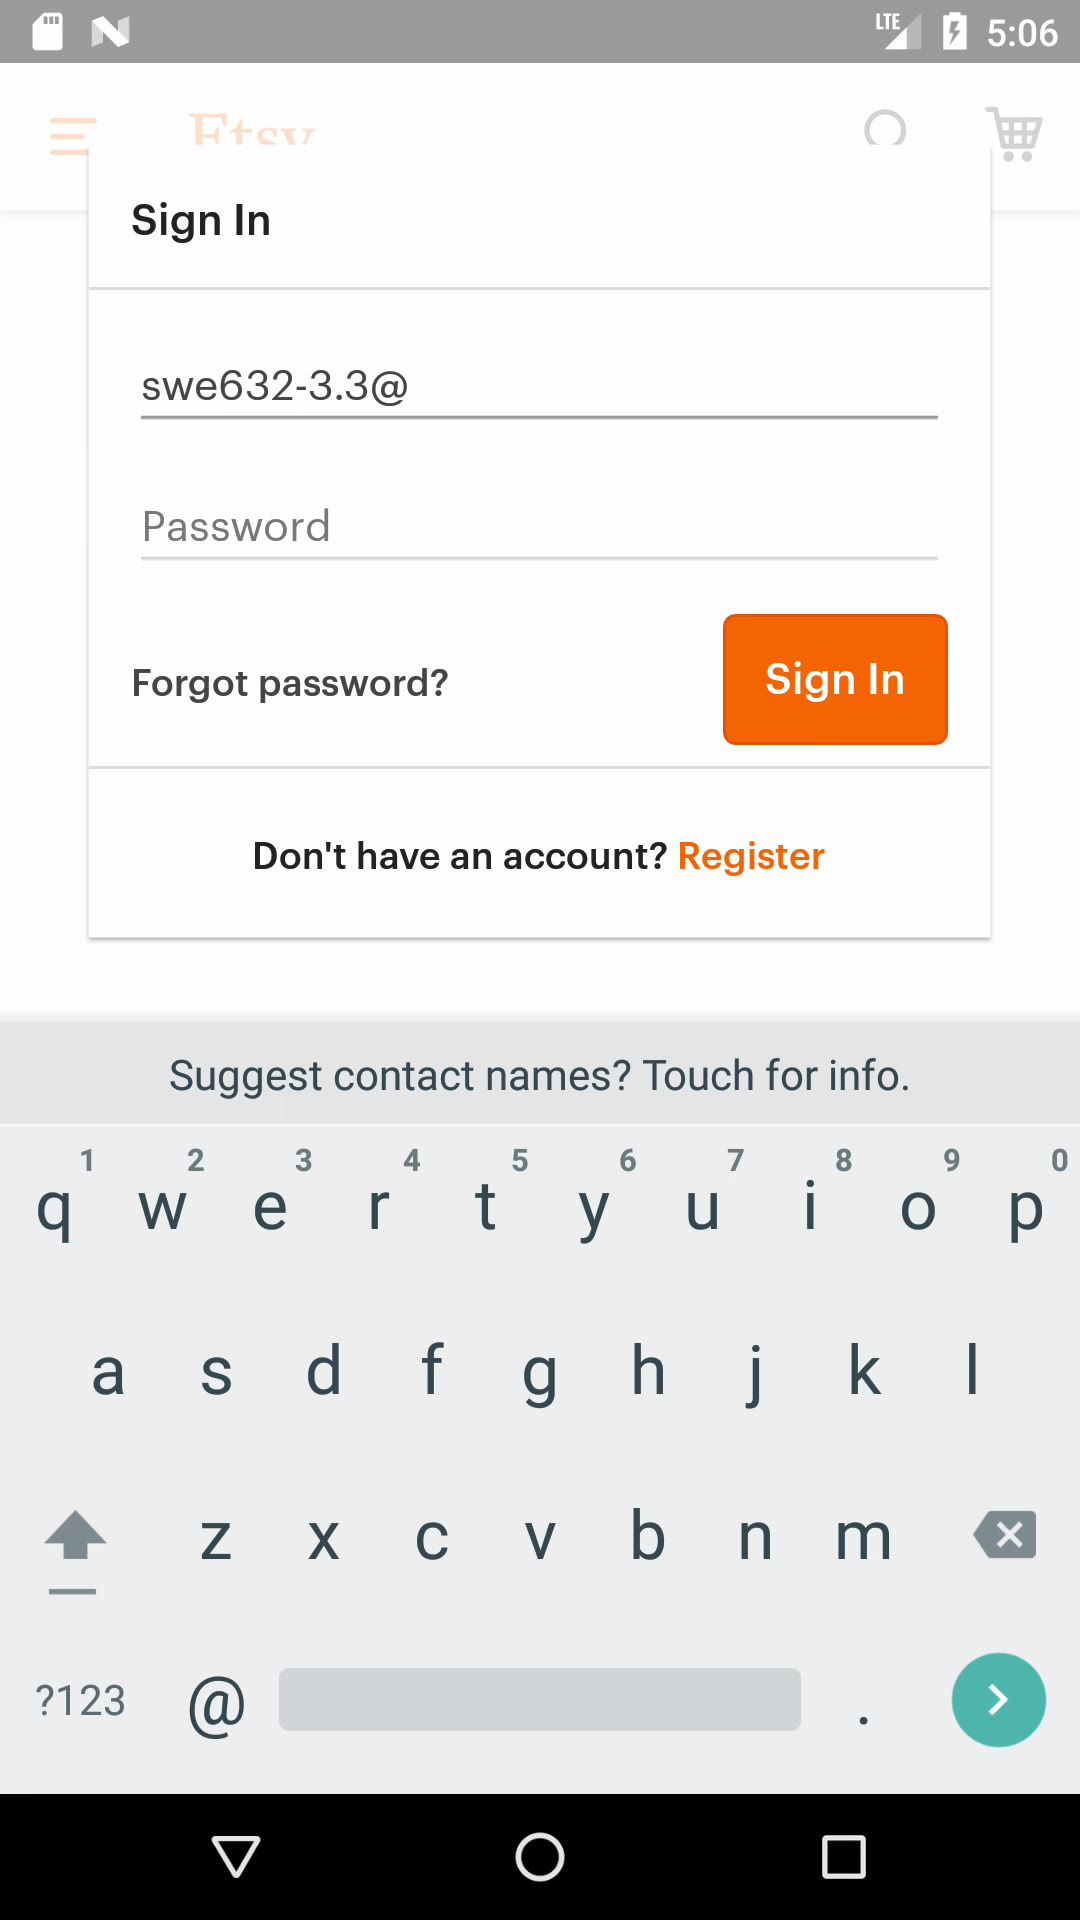 LTE 5:06
Etsy
Sign In
swe632-3.3@
Password
Forgot password? Sign In
Don't have an account? Register
Suggest contact names? Touch for info.
1 2 3 4 5 6 7 8 9 0
q w e r t y u i o p
a s d f g h j k l
z x c v b n m
?123 @ .